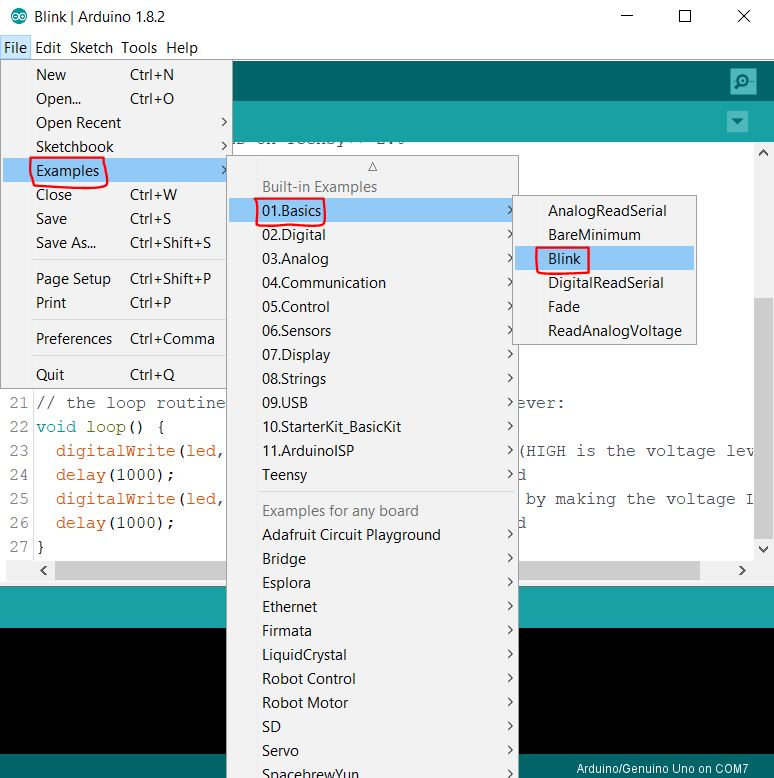 Blink | Arduino 1.8.2
File Edit Sketch Tools Help
New Ctrl+N
Open... Ctrl+O
Open Recent
Sketchbook
Examples
Close Ctrl+W
Save Ctrl+S
Save As... Ctrl+Shift+S
Page Setup Ctrl+Shift+P
Print Ctrl+P
Preferences Ctrl+Comma
Quit Ctrl+Q
Built-in Examples
01.Basics
02.Digital
03.Analog
04.Communication
05.Control
06.Sensors
07.Display
08.Strings
09.USB
10.StarterKit_BasicKit
11.ArduinoISP
Teensy
Examples for any board
Adafruit Circuit Playground
Bridge
Esplora
Ethernet
Firmata
LiquidCrystal
Robot Control
Robot Motor
SD
Servo
SpacebrewYun
AnalogReadSerial
BareMinimum
Blink
DigitalReadSerial
Fade
ReadAnalogVoltage
21 // the loop routine ever:
22 void loop() {
23 digitalWrite(led, (HIGH is the voltage lev
24 delay(1000); d
25 digitalWrite(led, by making the voltage
26 delay(1000); d
27 }
Arduino/Genuino Uno on COM7